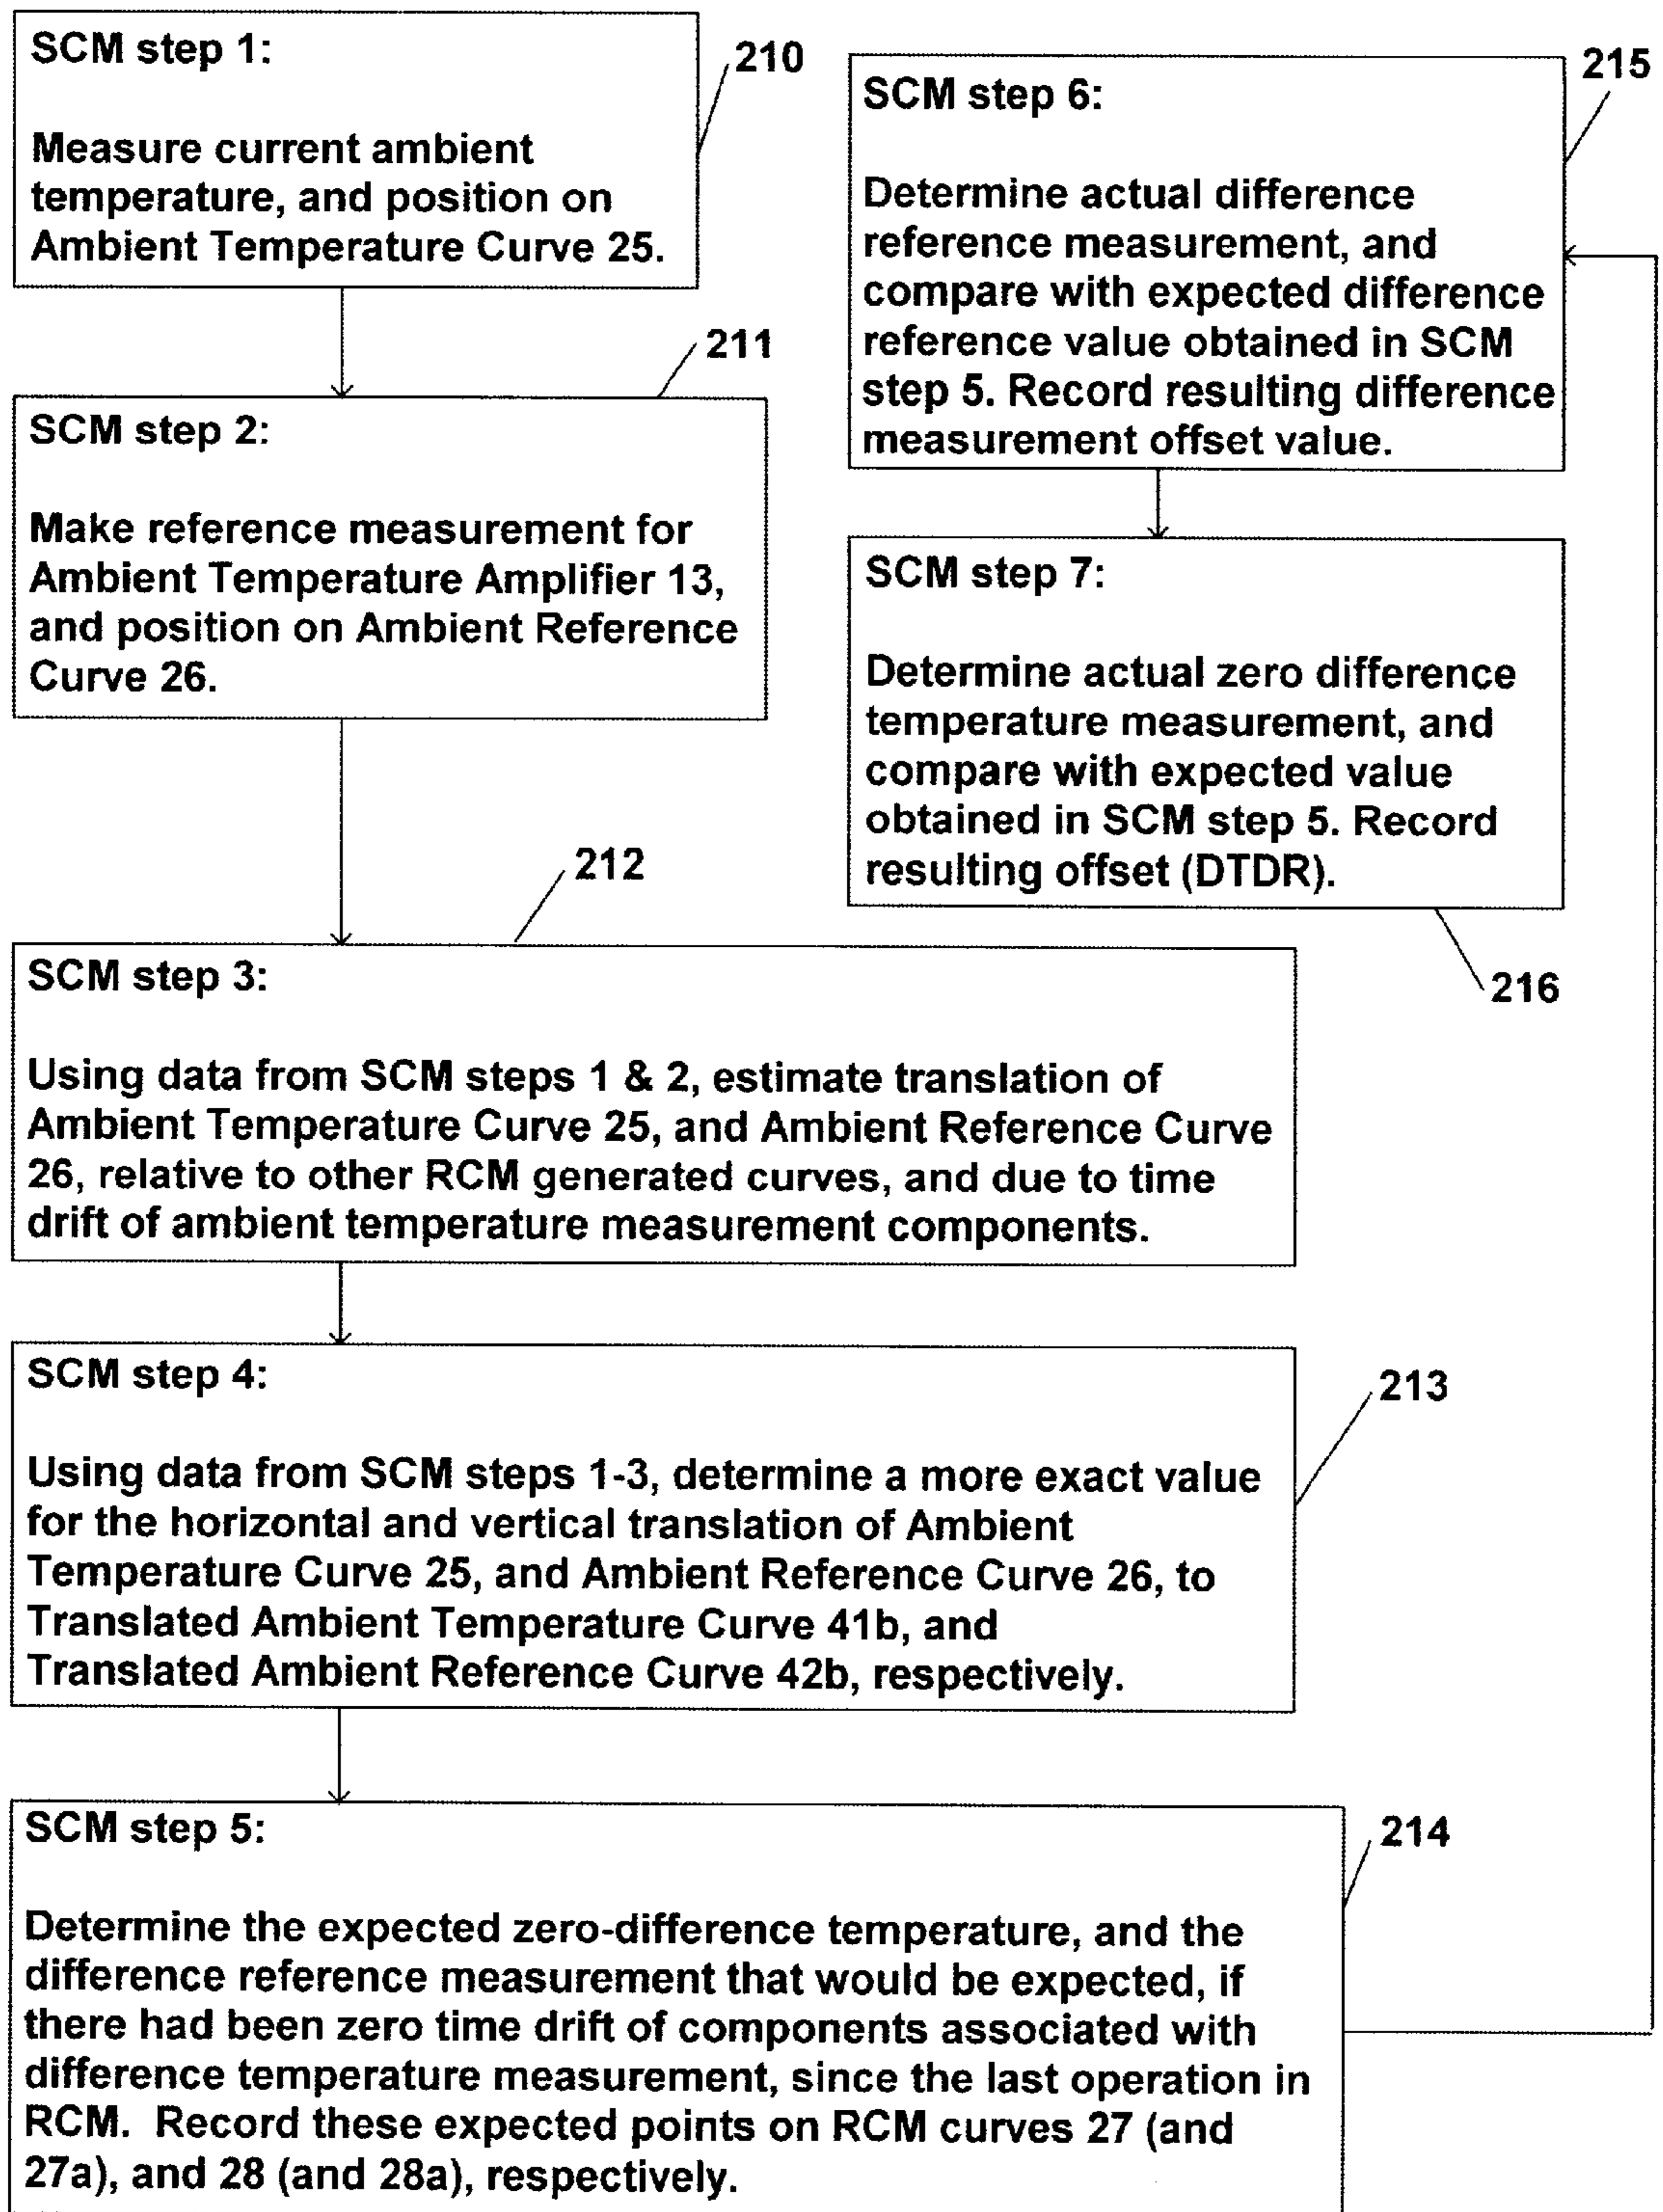 SCM step 1:
210
Measure current ambient
temperature, and position on
Ambient Temperature Curve 25.
211
SCM step 2:
Make reference measurement for
Ambient Temperature Amplifier 13,
and position on Ambient Reference
Curve 26.
212
SCM step 3:
Using data from SCM steps 1 & 2, estimate translation of
Ambient Temperature Curve 25, and Ambient Reference Curve
26, relative to other RCM generated curves, and due to time
drift of ambient temperature measurement components.
SCM step 4:
213
Using data from SCM steps 1-3, determine a more exact value
for the horizontal and vertical translation of Ambient
Temperature Curve 25, and Ambient Reference Curve 26, to
Translated Ambient Temperature Curve 41b, and
Translated Ambient Reference Curve 42b, respectively.
SCM step 5:
214
Determine the expected zero-difference temperature, and the
difference reference measurement that would be expected, if
there had been zero time drift of components associated with
difference temperature measurement, since the last operation in
RCM. Record these expected points on RCM curves 27 (and
27a), and 28 (and 28a), respectively.
215
SCM step 6:
Determine actual difference
reference measurement, and
compare with expected difference
reference value obtained in SCM
step 5. Record resulting difference
measurement offset value.
SCM step 7:
Determine actual zero difference
temperature measurement, and
compare with expected value
obtained in SCM step 5. Record
resulting offset (DTDR).
216